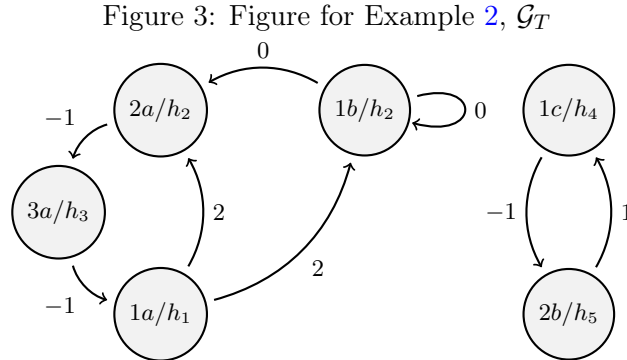 Figure 3: Figure for Example 2, 𝒢_T
0
2a/h₂
1b/h₂
0
1c/h₄
−1
3a/h₃
2
−1
1
2
−1
1a/h₁
2b/h₅